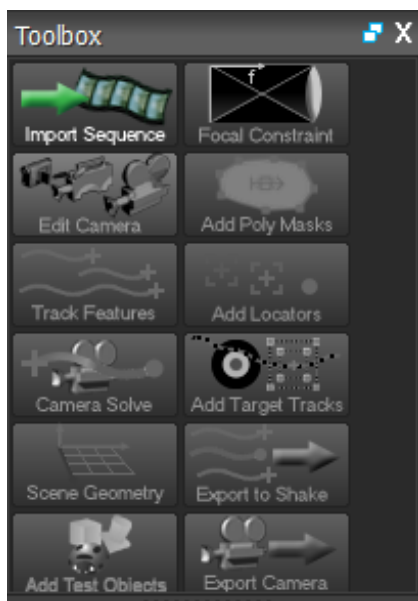 Toolbox
X
f
Import Sequence
Focal Constraint
Edit Camera
Add Poly Masks
Track Features
Add Locators
Camera Solve
Add Target Tracks
Scene Geometry
Export to Shake
Add Test Objects
Export Camera